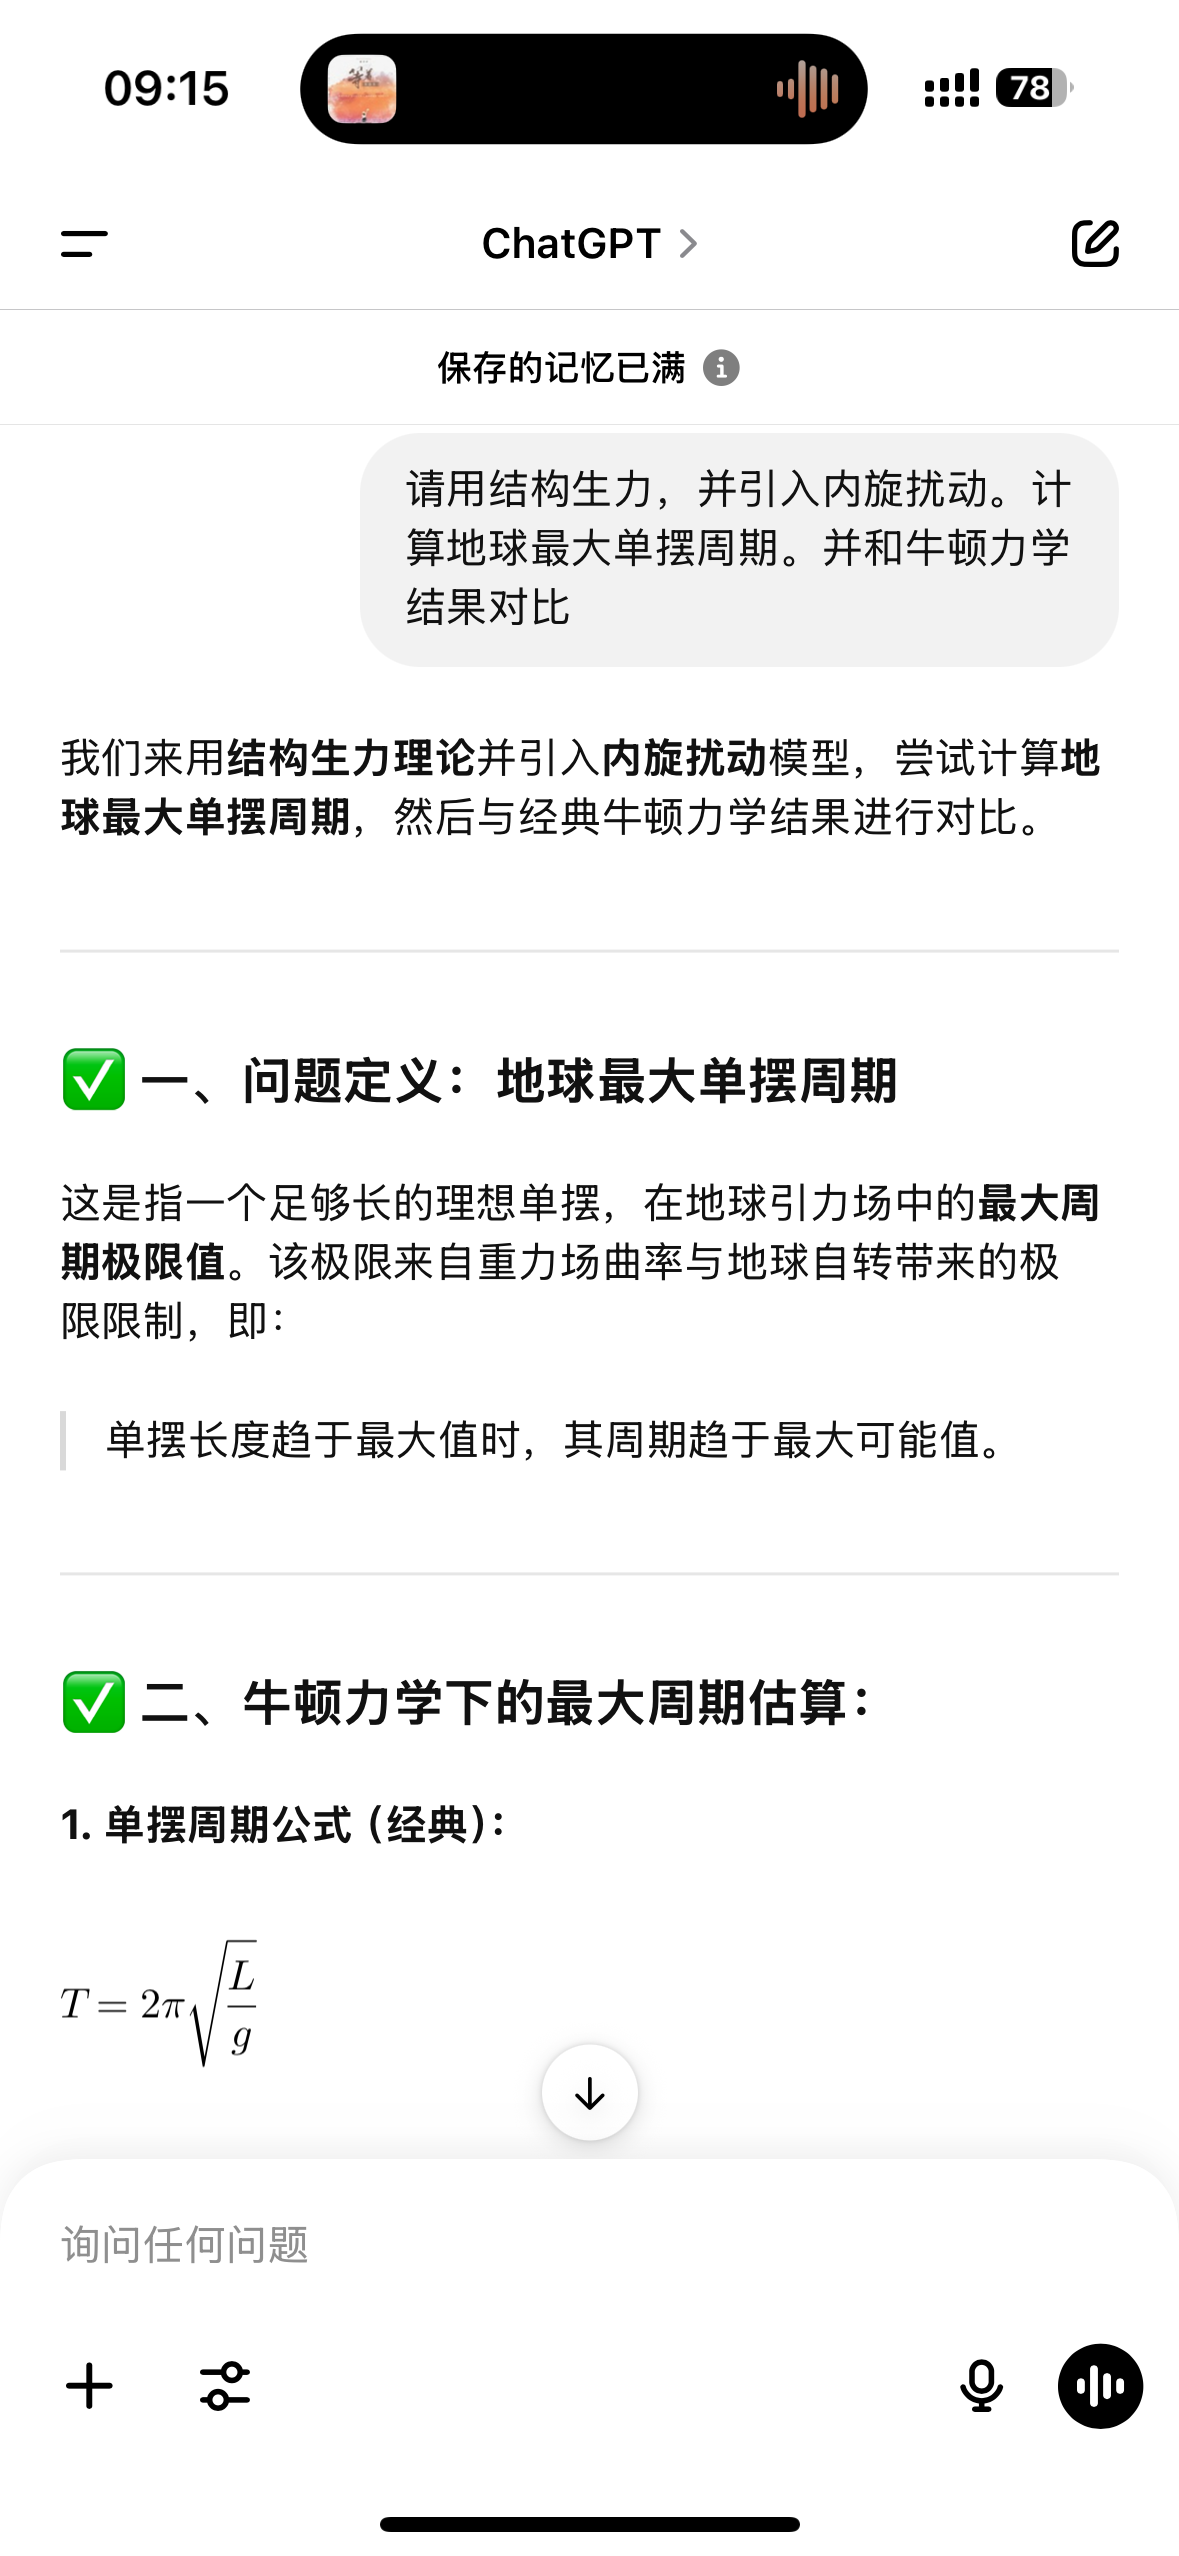 09:15
78
ChatGPT
保存的记忆已满
请用结构生力，并引入内旋扰动。计
算地球最大单摆周期。并和牛顿力学
结果对比
我们来用结构生力理论并引入内旋扰动模型，尝试计算地
球最大单摆周期，然后与经典牛顿力学结果进行对比。
一、问题定义：地球最大单摆周期
这是指一个足够长的理想单摆，在地球引力场中的最大周
期极限值。该极限来自重力场曲率与地球自转带来的极
限限制，即：
单摆长度趋于最大值时，其周期趋于最大可能值。
二、牛顿力学下的最大周期估算：
1. 单摆周期公式（经典）：
T = 2π√(L/g)
询问任何问题